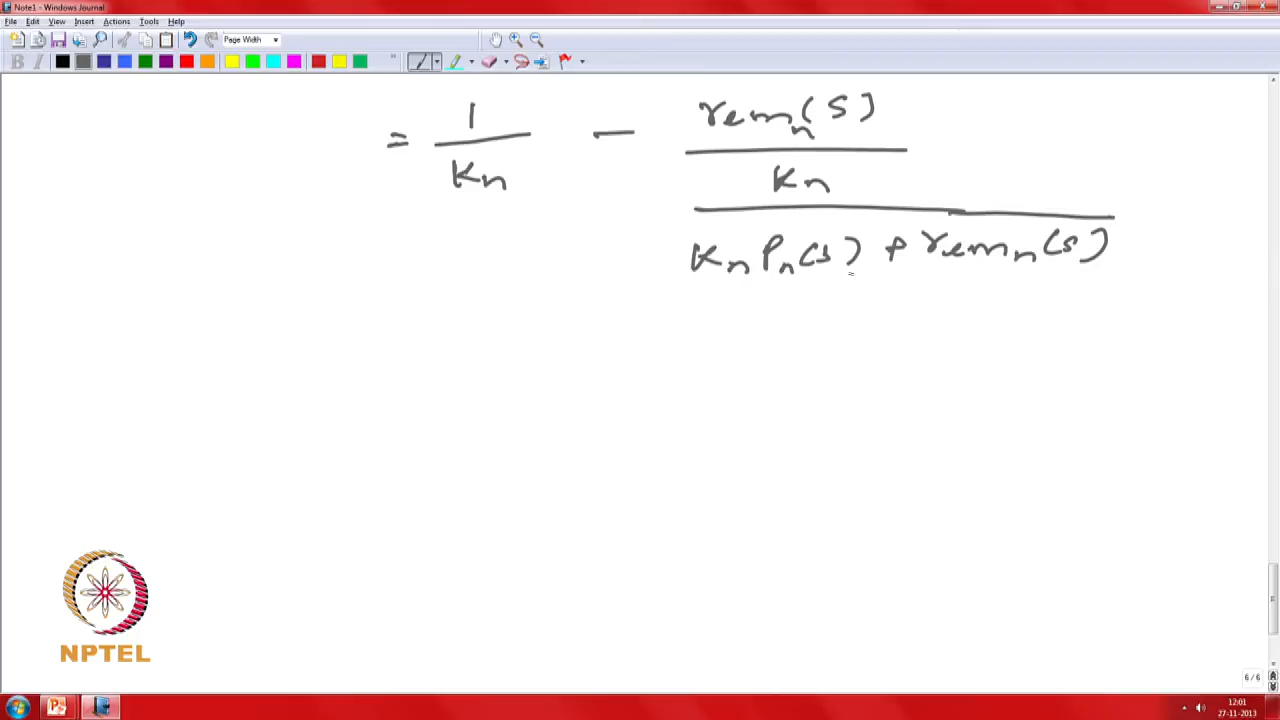 Note1 - Windows Journal
File Edit View Insert Actions Tools Help
Page Width
B I
= 1 / Kn − (remn(S) / Kn) / (Kn Pn(s) + remn(s))
NPTEL
6 / 6
12:01
27-11-2013